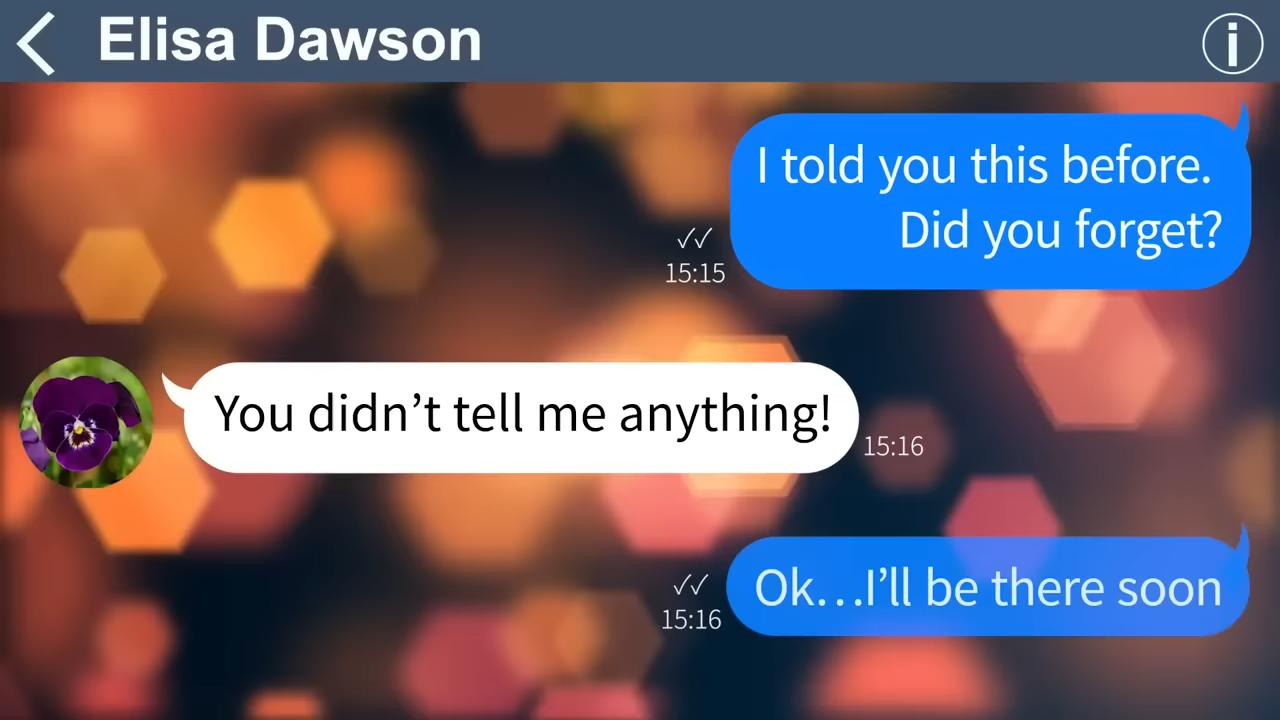 Elisa Dawson
I told you this before.
Did you forget?
✓✓
15:15
You didn’t tell me anything!
15:16
Ok…I’ll be there soon
✓✓
15:16